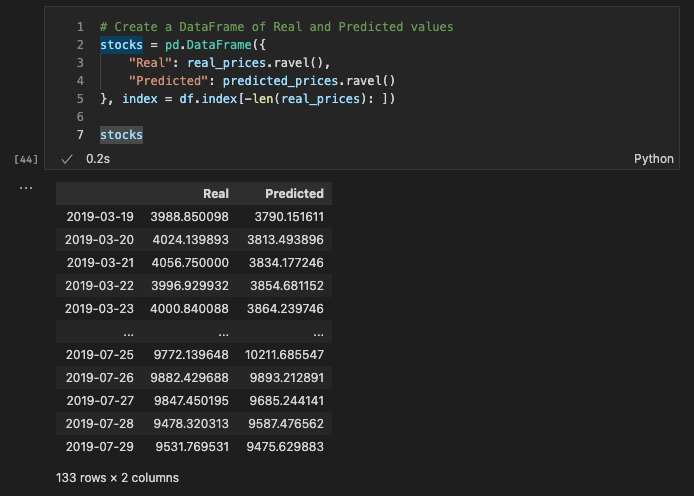 1 # Create a DataFrame of Real and Predicted values
2 stocks = pd.DataFrame({
3     "Real": real_prices.ravel(),
4     "Predicted": predicted_prices.ravel()
5 }, index = df.index[-len(real_prices): ])
6
7 stocks
[44] ✓ 0.2s Python
...
Real Predicted
2019-03-19 3988.850098 3790.151611
2019-03-20 4024.139893 3813.493896
2019-03-21 4056.750000 3834.177246
2019-03-22 3996.929932 3854.681152
2019-03-23 4000.840088 3864.239746
... ... ...
2019-07-25 9772.139648 10211.685547
2019-07-26 9882.429688 9893.212891
2019-07-27 9847.450195 9685.244141
2019-07-28 9478.320313 9587.476562
2019-07-29 9531.769531 9475.629883
133 rows × 2 columns